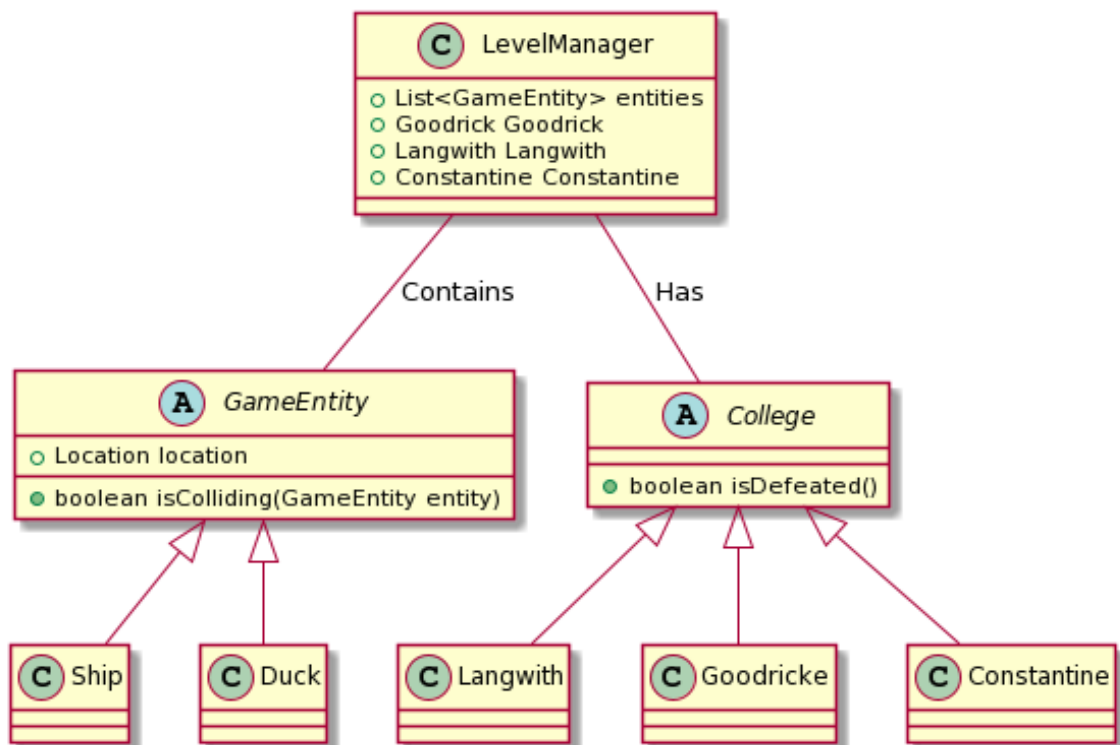 C LevelManager
List<GameEntity> entities
Goodrick Goodrick
Langwith Langwith
Constantine Constantine
Contains
Has
A GameEntity
Location location
boolean isColliding(GameEntity entity)
A College
boolean isDefeated()
C Ship
C Duck
C Langwith
C Goodricke
C Constantine